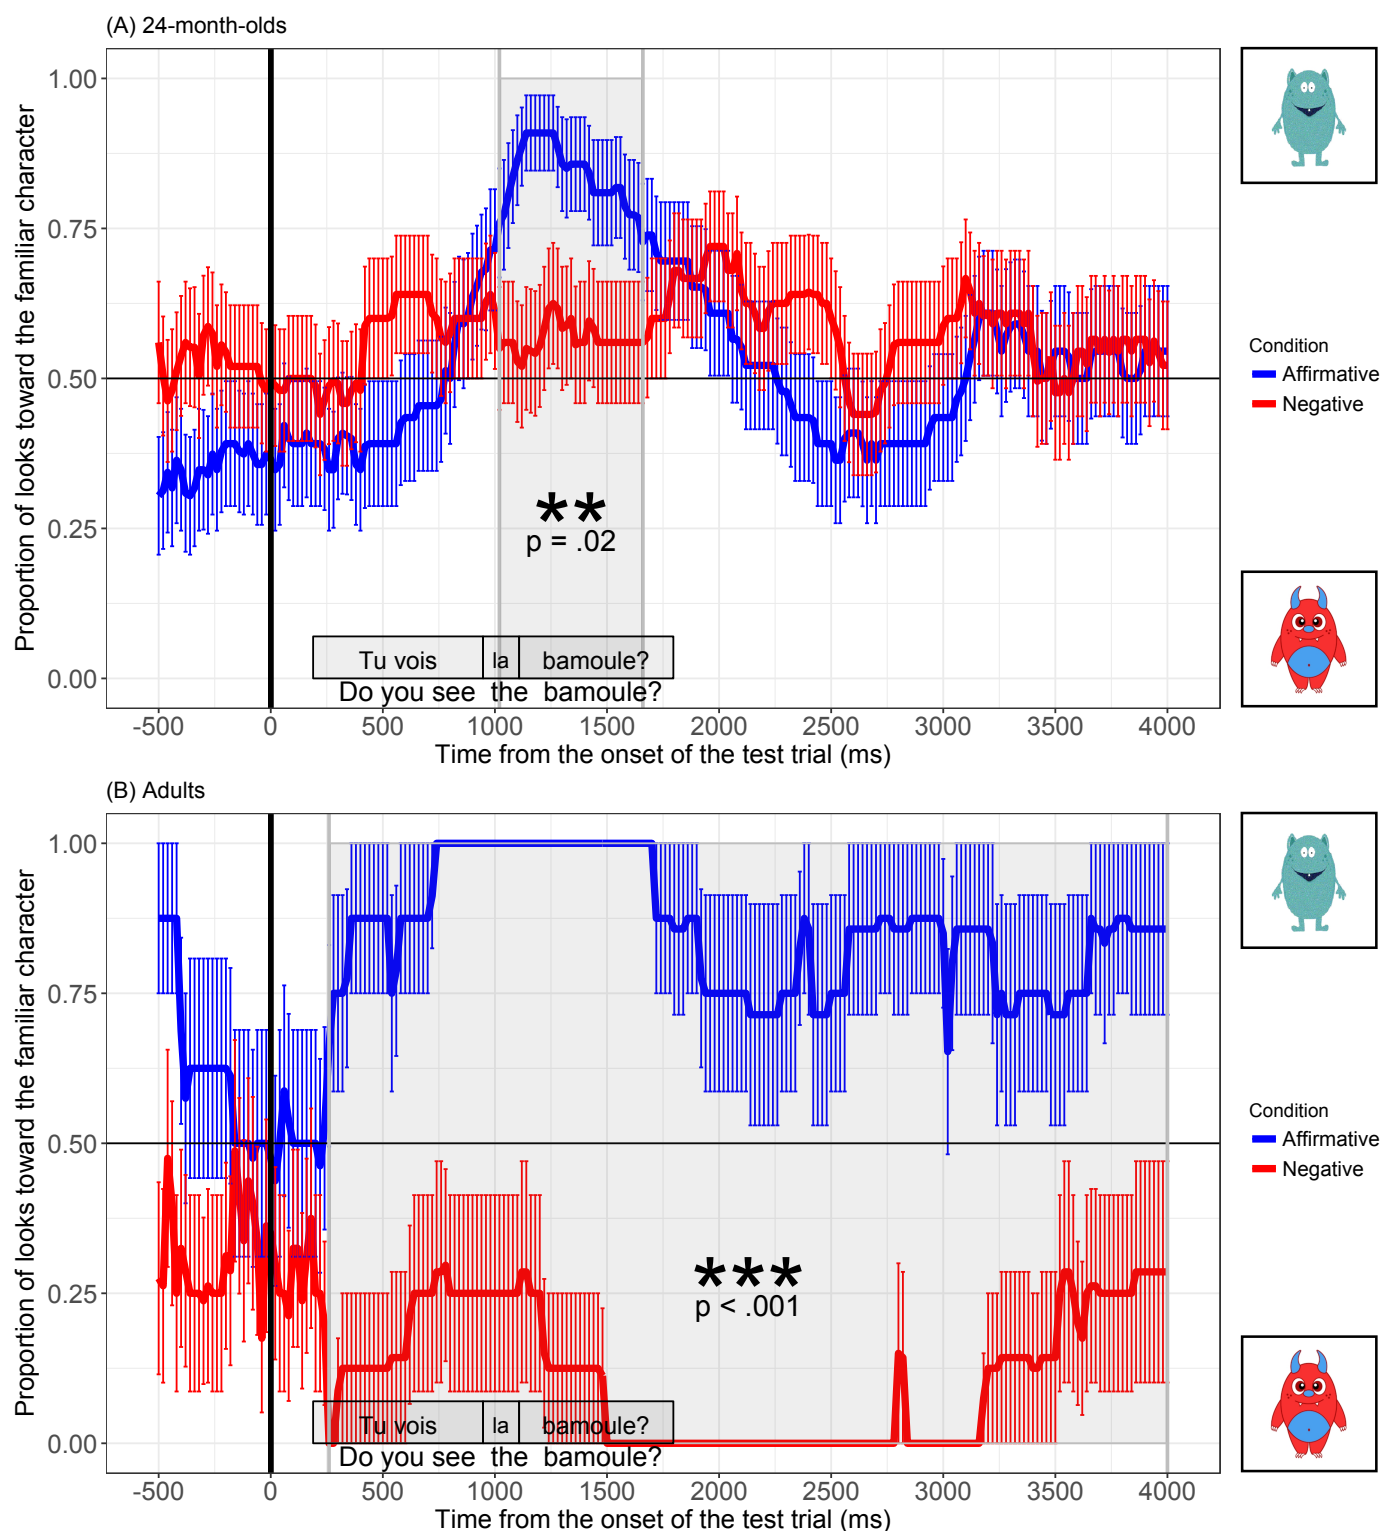 (A) 24-month-olds
Proportion of looks toward the familiar character
1.00
0.75
0.50
0.25
0.00
**
p = .02
Tu vois la bamoule?
Do you see the bamoule?
-500 0 500 1000 1500 2000 2500 3000 3500 4000
Time from the onset of the test trial (ms)
Condition
Affirmative
Negative
(B) Adults
Proportion of looks toward the familiar character
1.00
0.75
0.50
0.25
0.00
***
p < .001
Tu vois la bamoule?
Do you see the bamoule?
-500 0 500 1000 1500 2000 2500 3000 3500 4000
Time from the onset of the test trial (ms)
Condition
Affirmative
Negative